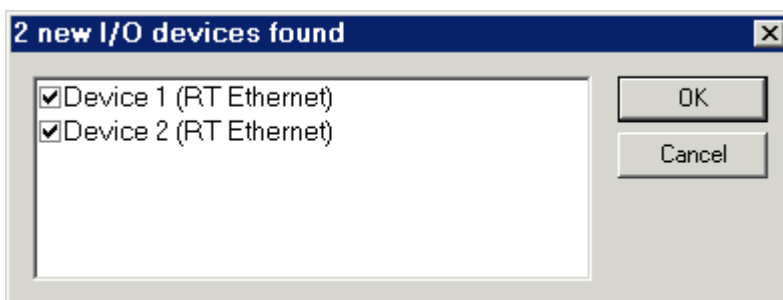 2 new I/O devices found
Device 1 (RT Ethernet)
Device 2 (RT Ethernet)
OK
Cancel